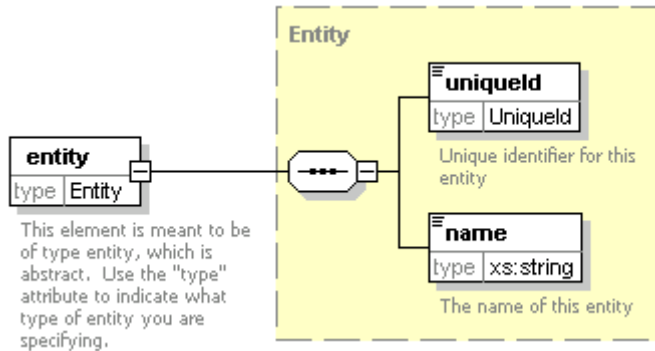 Entity
uniqueId
type UniqueId
Unique identifier for this
entity
entity
type Entity
This element is meant to be
of type entity, which is
abstract. Use the "type"
attribute to indicate what
type of entity you are
specifying.
name
type xs:string
The name of this entity